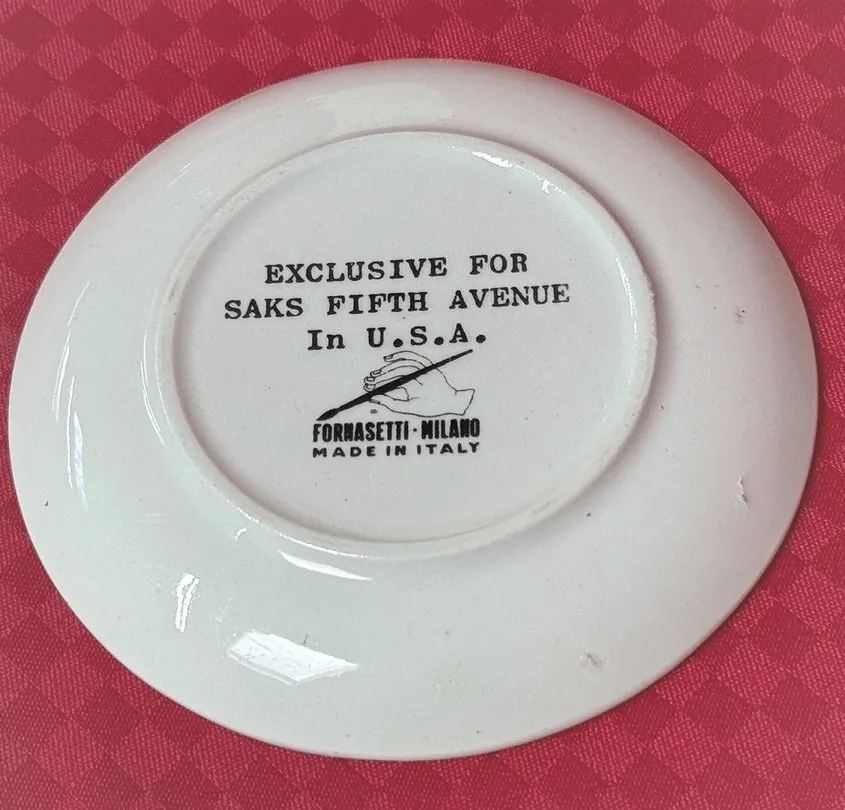 EXCLUSIVE FOR
SAKS FIFTH AVENUE
In U.S.A.
FORNASETTI · MILANO
MADE IN ITALY